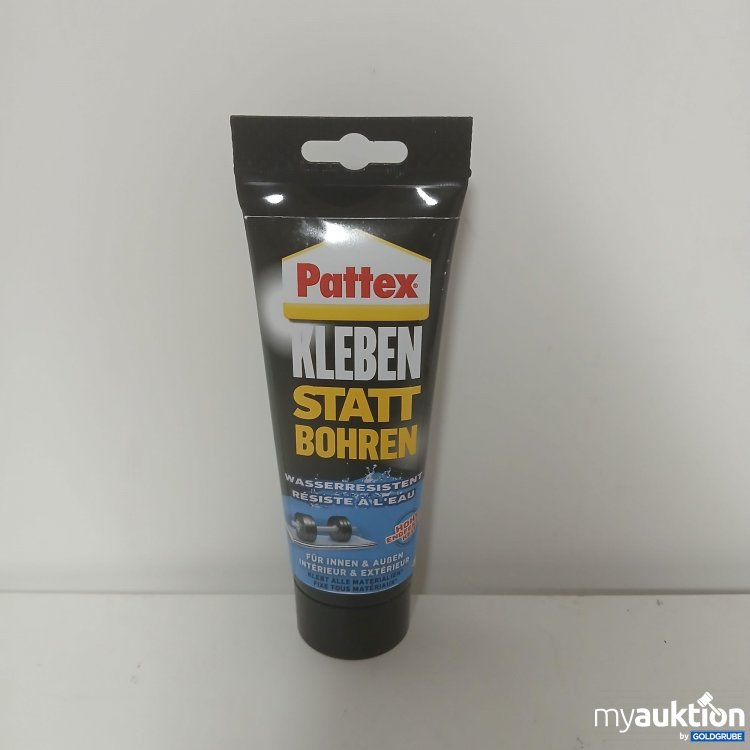 Pattex®
KLEBEN
STATT
BOHREN
WASSERRESISTENT
RÉSISTE À L'EAU
HOHE
FÜR INNEN & AUßEN
INTÉRIEUR & EXTÉRIEUR
KLEBT ALLE MATERIALIEN*
FIXE TOUS MATÉRIAUX*
myauktion
by GOLDGRUBE